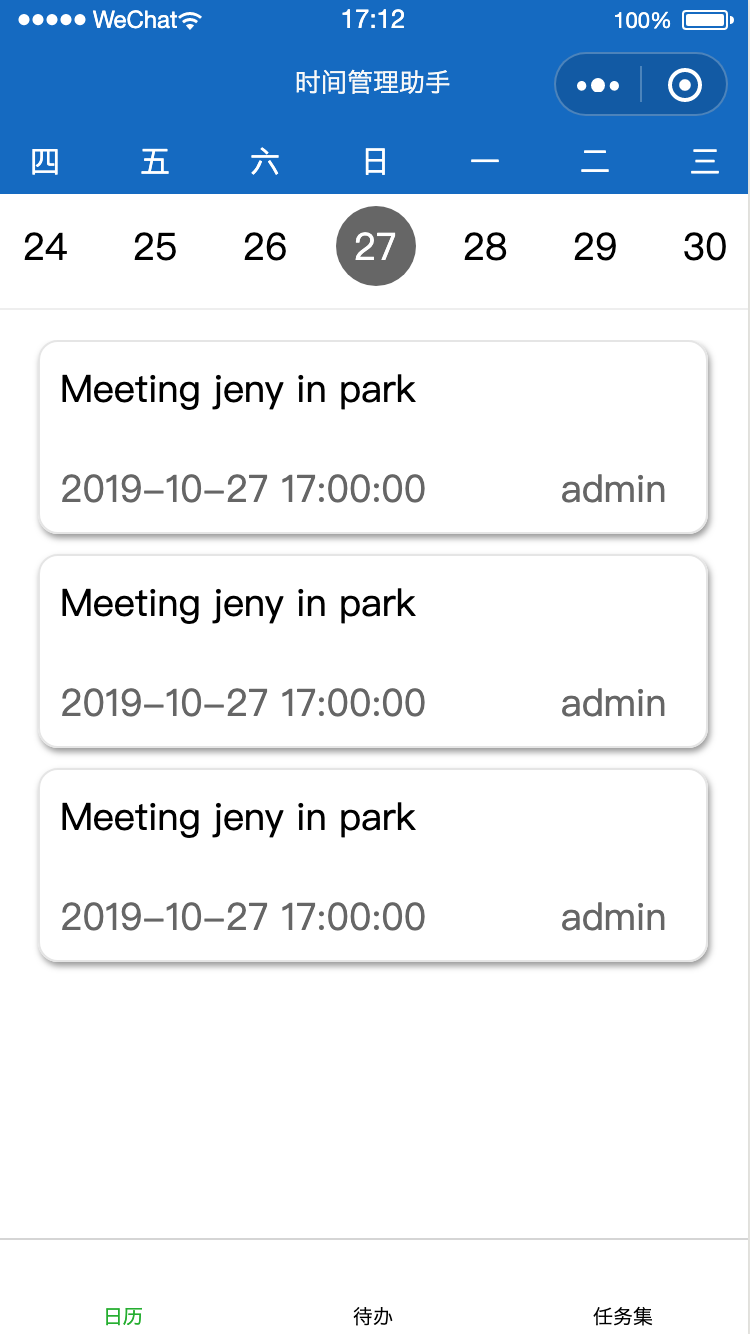 WeChat 17:12 100%
时间管理助手
四 五 六 日 一 二 三
24 25 26 27 28 29 30
Meeting jeny in park
2019-10-27 17:00:00 admin
Meeting jeny in park
2019-10-27 17:00:00 admin
Meeting jeny in park
2019-10-27 17:00:00 admin
日历 待办 任务集